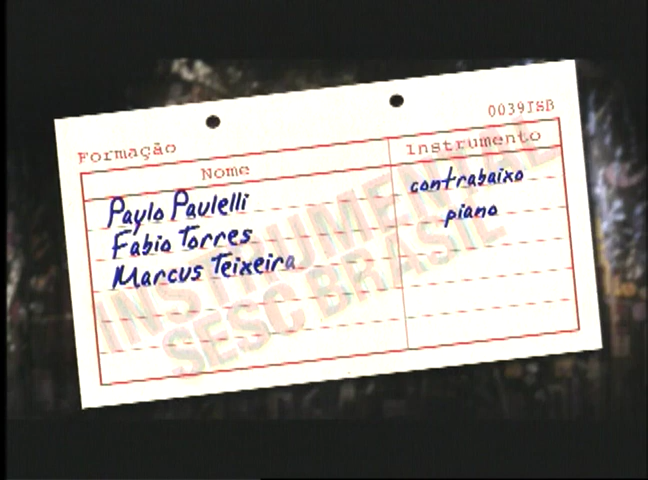 0039ISB
Formação
Nome Instrumento
Paulo Paulelli contrabaixo
Fabio Torres piano
Marcus Teixeira
INSTRUMENTAL
SESC BRASIL